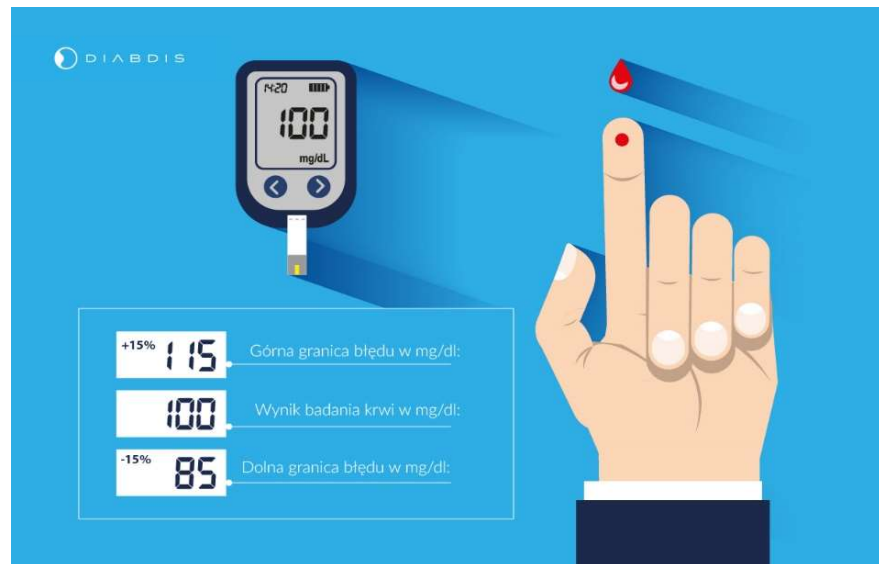 DIABDIS
14:20
100
mg/dL
+15% 115 Górna granica błędu w mg/dl:
100 Wynik badania krwi w mg/dl:
-15% 85 Dolna granica błędu w mg/dl: